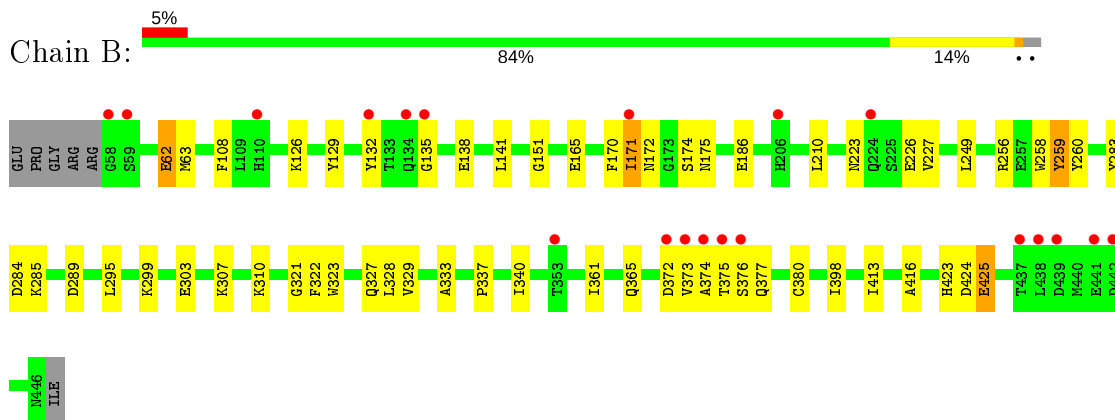 5%
Chain B:
84% 14% • •
GLU PRO GLY ARG ARG G58 S59 E62 M63 F108 L109 H110 K126 Y129 Y132 T133 Q134 G135 E138 L141 G151 E165 F170 I171 N172 G173 S174 N175 E186 H206 L210 N223 Q224 S225 E226 V227 L249 R256 E257 W258 Y259 Y260
D284 K285 D289 L295 K299 E303 K307 K310 G321 F322 W323 Q327 L328 V329 A333 P337 I340 T353 I361 Q365 D372 V373 A374 T375 S376 Q377 C380 I398 I413 A416 H423 D424 E425 T437 L438 D439 M440 E441
N446 ILE